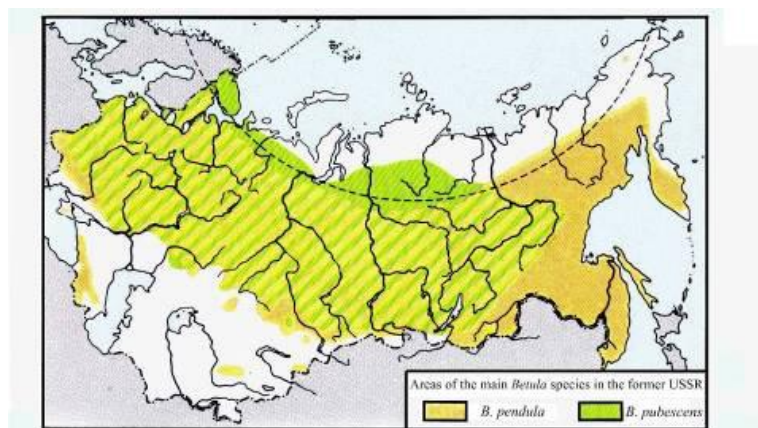 Areas of the main Betula species in the former USSR
B. pendula B. pubescens